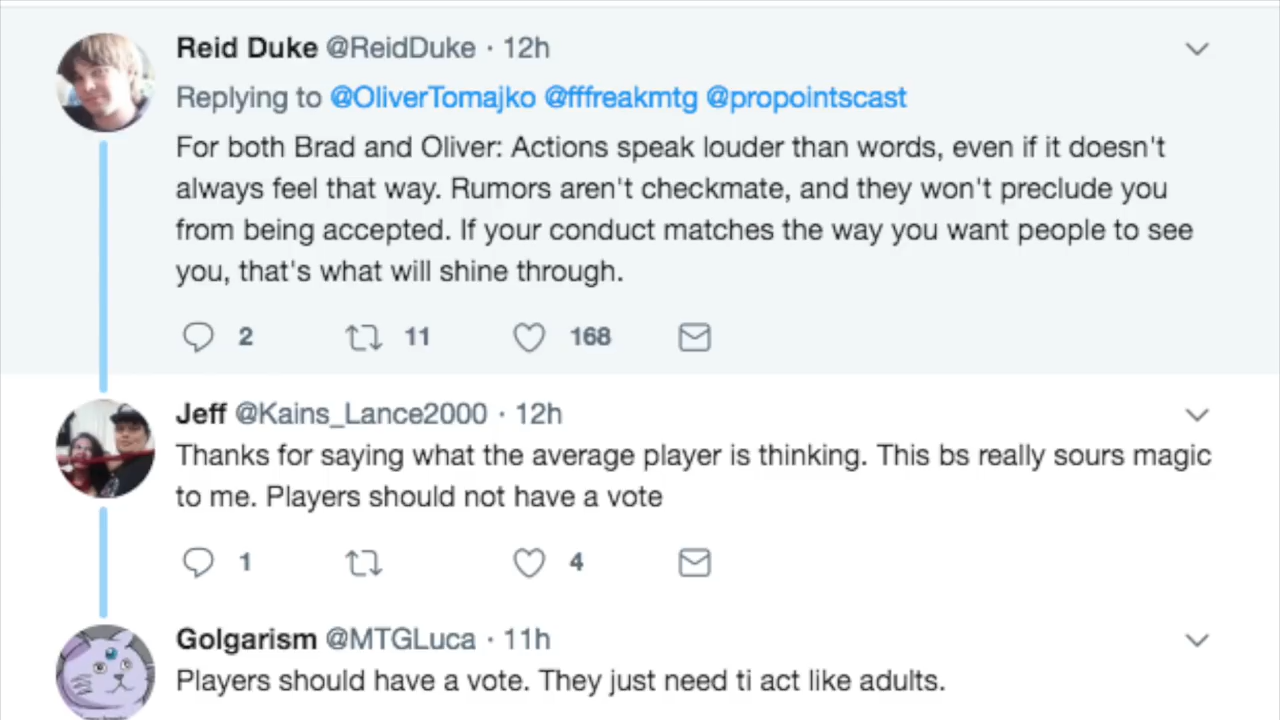 Reid Duke @ReidDuke · 12h
Replying to @OliverTomajko @fffreakmtg @propointscast
For both Brad and Oliver: Actions speak louder than words, even if it doesn't
always feel that way. Rumors aren't checkmate, and they won't preclude you
from being accepted. If your conduct matches the way you want people to see
you, that's what will shine through.
2 11 168
Jeff @Kains_Lance2000 · 12h
Thanks for saying what the average player is thinking. This bs really sours magic
to me. Players should not have a vote
1 4
Golgarism @MTGLuca · 11h
Players should have a vote. They just need ti act like adults.